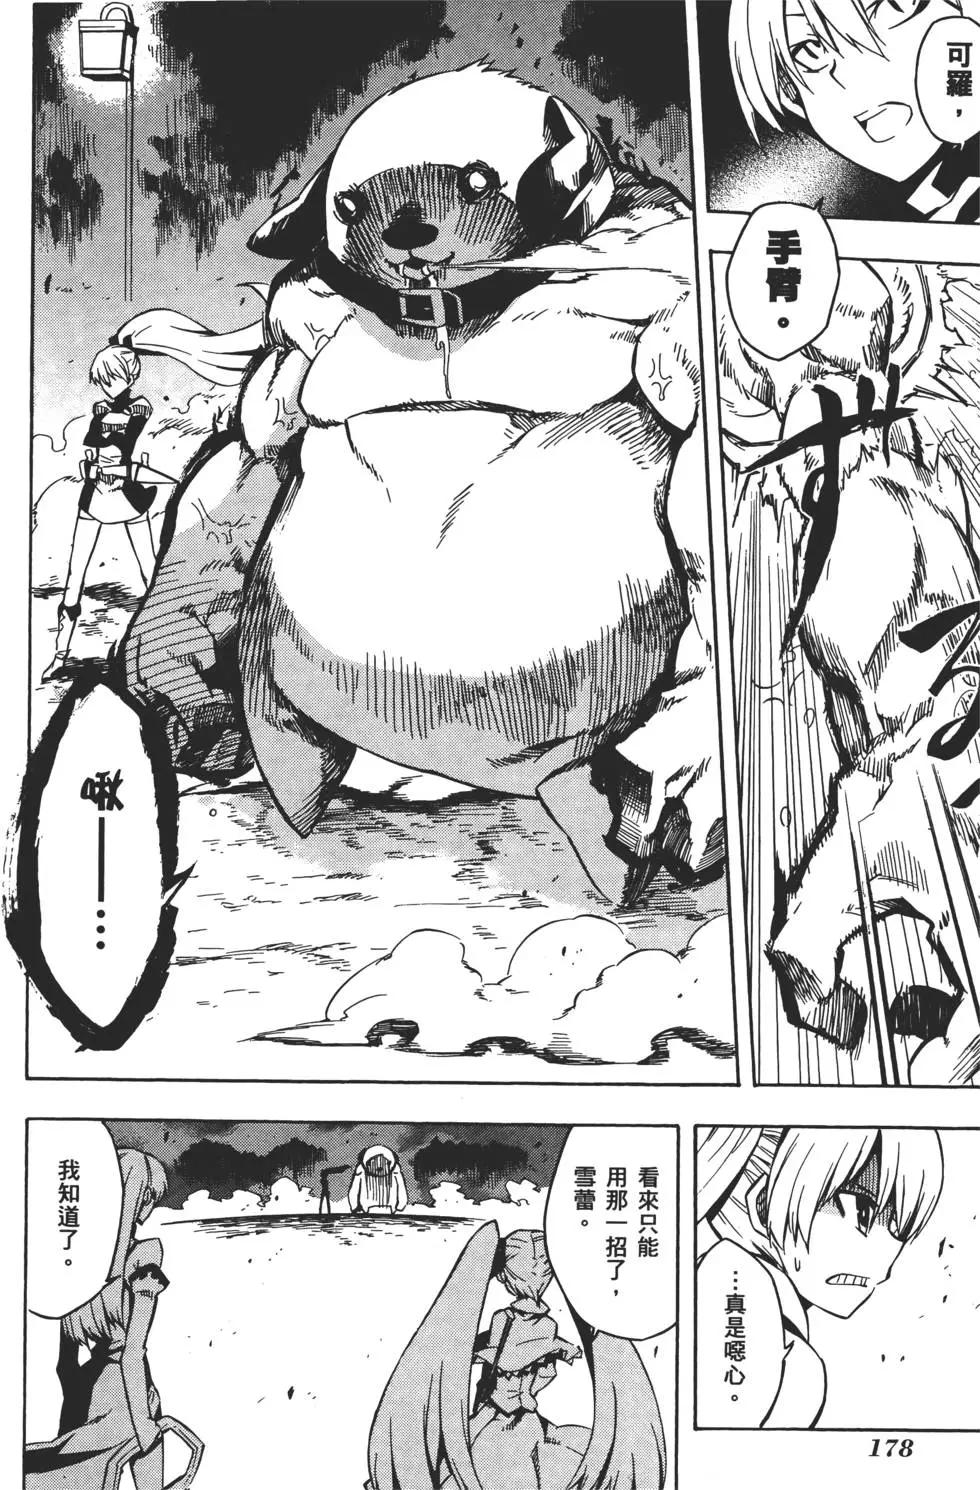 可羅，
手臂。
……真是噁心。
看來只能
用那一招了，
雪蕾。
我知道了。
178